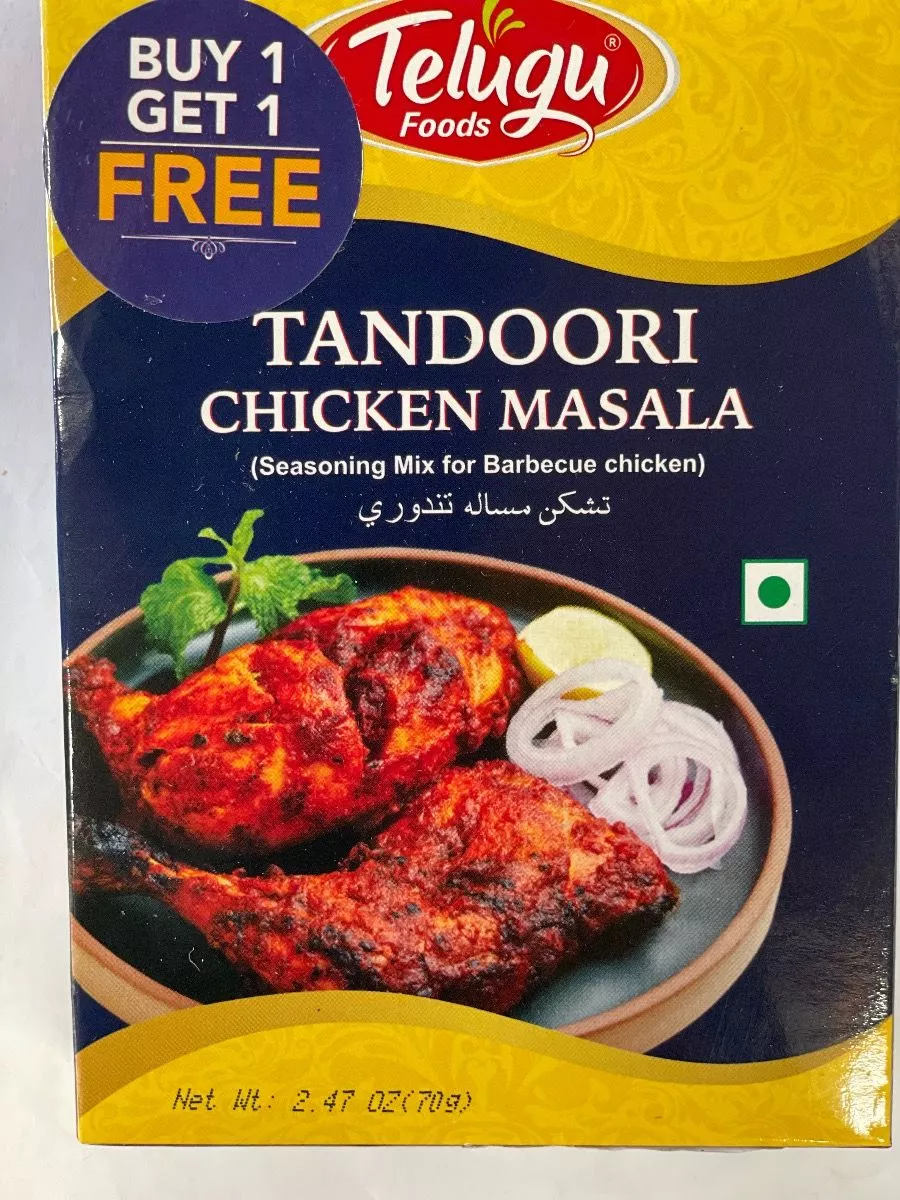 BUY 1
GET 1
FREE
Telugu®
Foods
TANDOORI
CHICKEN MASALA
(Seasoning Mix for Barbecue chicken)
تشكن مساله تندوري
Net Wt: 2.47 OZ(70g)